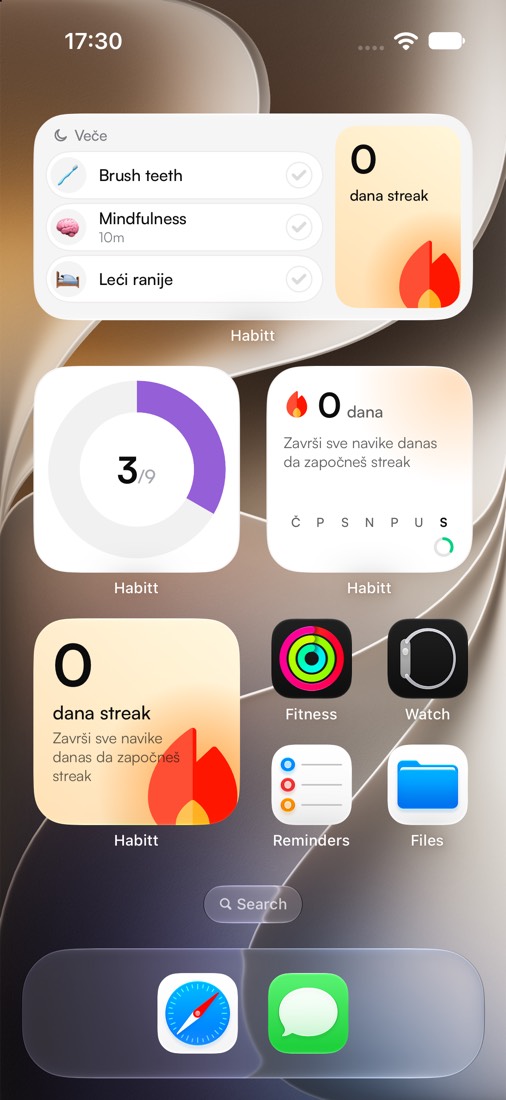 17:30
Veče
Brush teeth
Mindfulness
10m
Leći ranije
0
dana streak
Habitt
3/9
0 dana
Završi sve navike danas
da započneš streak
Č P S N P U S
Habitt
Habitt
0
dana streak
Završi sve navike
danas da započneš
streak
Habitt
Fitness
Watch
Reminders
Files
Search